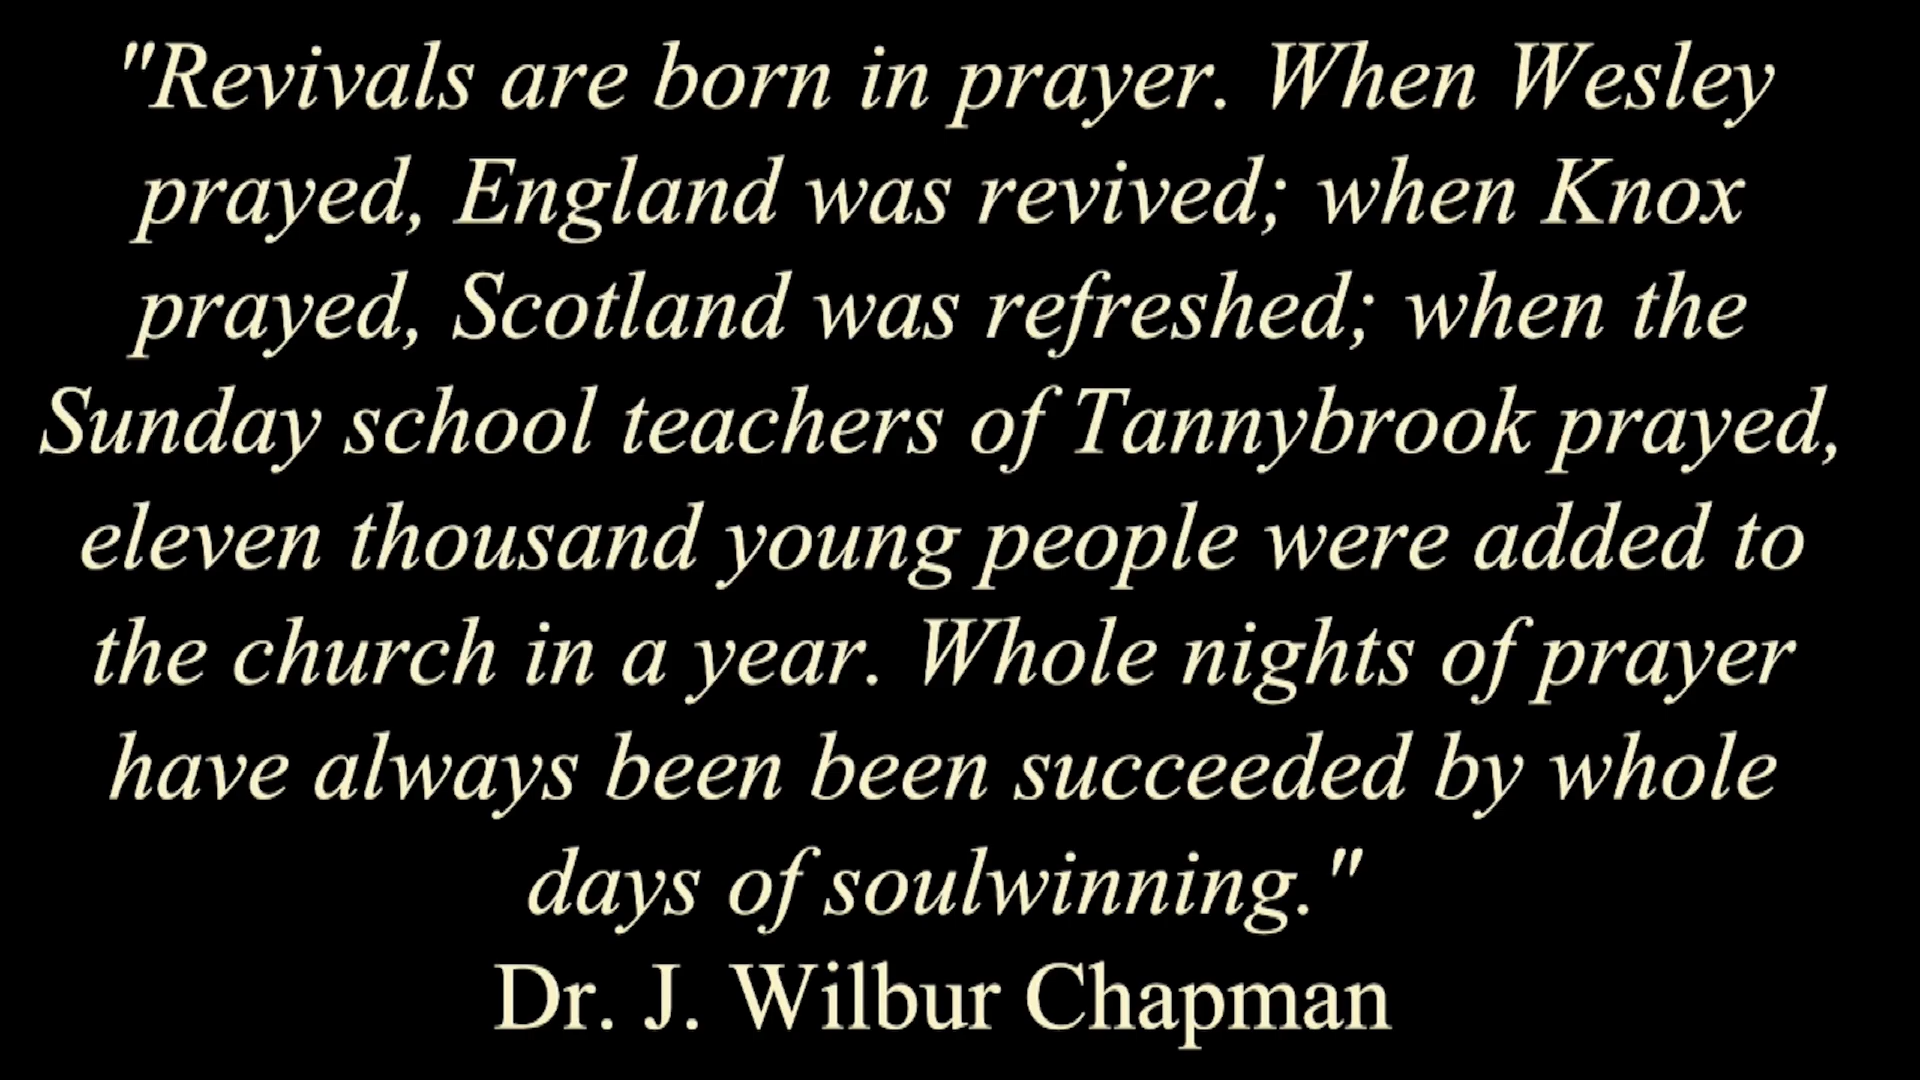 "Revivals are born in prayer. When Wesley
prayed, England was revived; when Knox
prayed, Scotland was refreshed; when the
Sunday school teachers of Tannybrook prayed,
eleven thousand young people were added to
the church in a year. Whole nights of prayer
have always been been succeeded by whole
days of soulwinning."
Dr. J. Wilbur Chapman